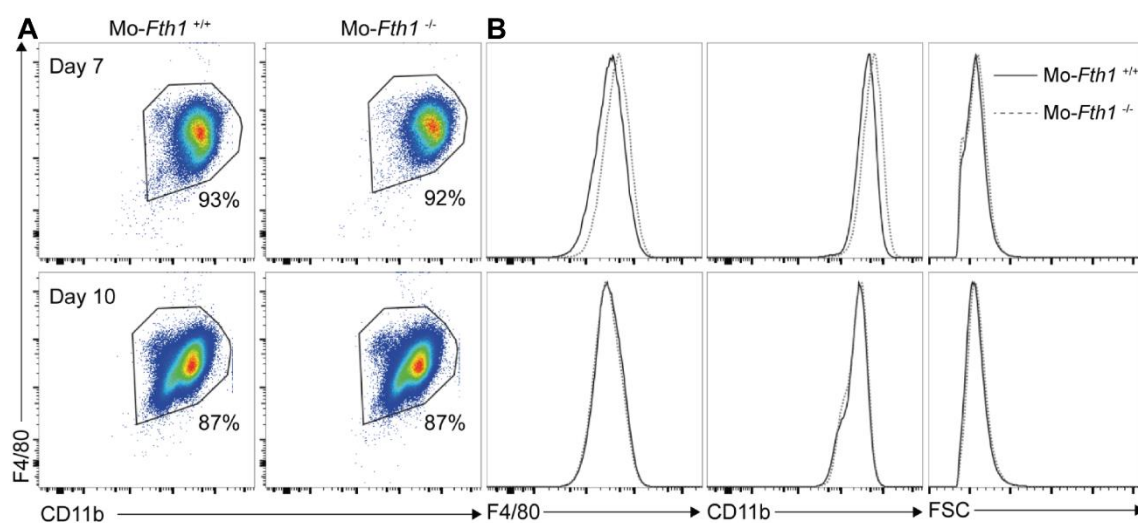 A
Mo-Fth1 +/+
Mo-Fth1 -/-
B
Day 7
93%
92%
Mo-Fth1 +/+
Mo-Fth1 -/-
Day 10
87%
87%
F4/80
CD11b
F4/80
CD11b
FSC